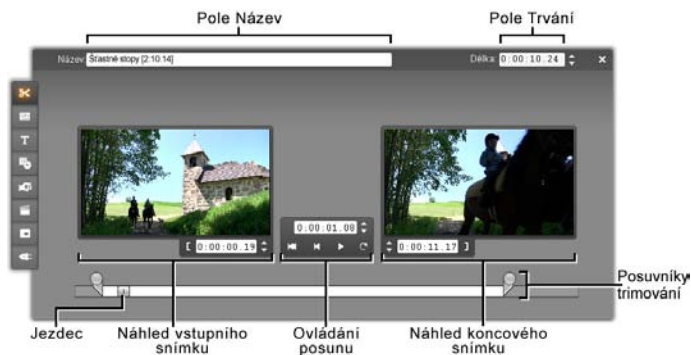 Pole Název
Pole Trvání
Název Šťastné stopy [2:10.14]
Délka: 0:00:10.24
T
0:00:01.08
[ 0:00:00.19
0:00:11.17 ]
Posuvníky
trimování
Jezdec
Náhled vstupního
snímku
Ovládání
posunu
Náhled koncového
snímku